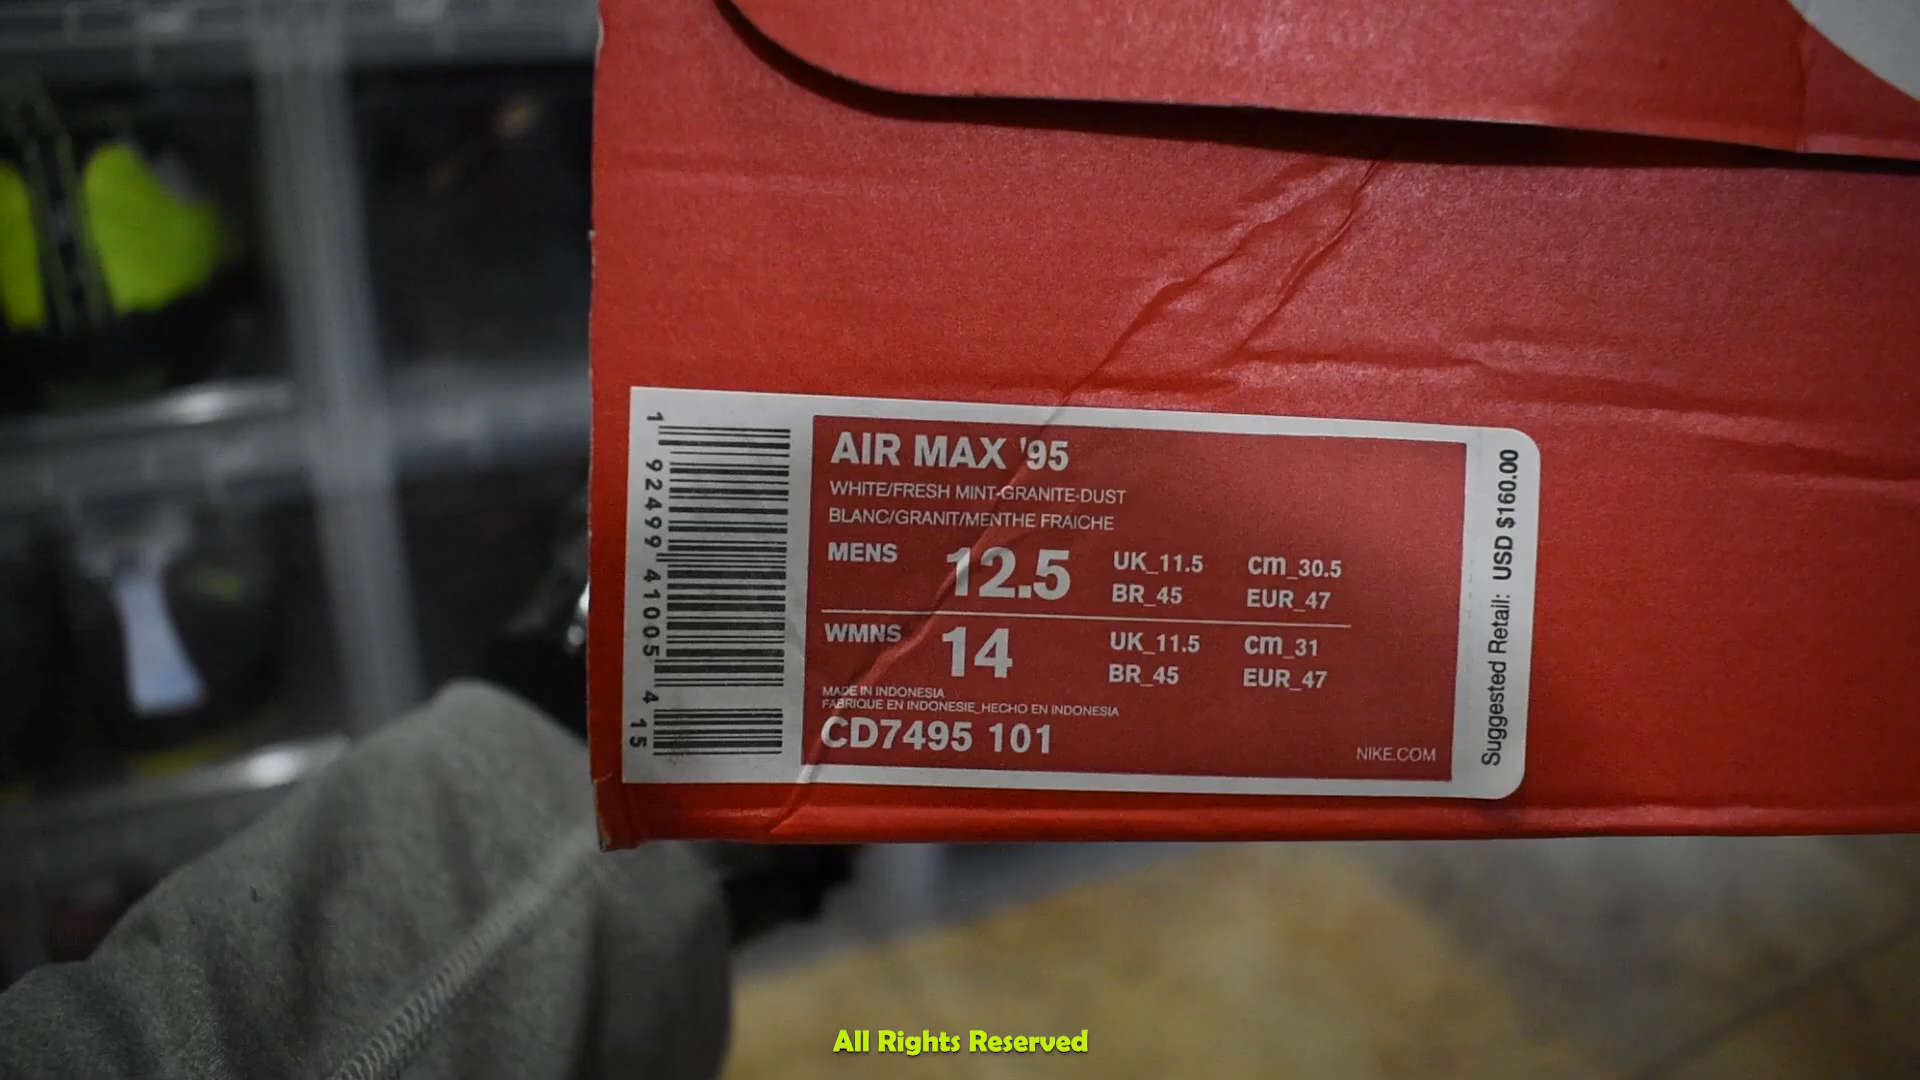 AIR MAX '95
WHITE/FRESH MINT-GRANITE-DUST
BLANC/GRANIT/MENTHE FRAICHE
MENS 12.5 UK_11.5 cm_30.5
BR_45 EUR_47
WMNS 14 UK_11.5 cm_31
BR_45 EUR_47
MADE IN INDONESIA
FABRIQUE EN INDONESIE_HECHO EN INDONESIA
CD7495 101
NIKE.COM
1 92499 41005 4 15
Suggested Retail: USD $160.00
All Rights Reserved